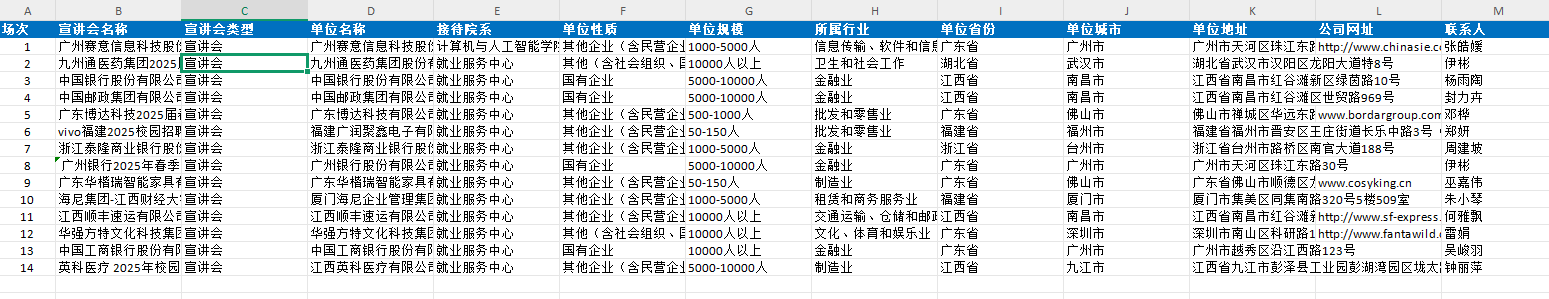 A B C D E F G H I J K L M
场次 宣讲会名称 宣讲会类型 单位名称 接待院系 单位性质 单位规模 所属行业 单位省份 单位城市 单位地址 公司网址 联系人
1 广州赛意信息科技股份 宣讲会 广州赛意信息科技股份 计算机与人工智能学院 其他企业（含民营企业 1000-5000人 信息传输、软件和信息 广东省 广州市 广州市天河区珠江东路 http://www.chinasie.co 张皓媛
2 九州通医药集团2025届 宣讲会 九州通医药集团股份有 就业服务中心 其他（含社会组织、国 10000人以上 卫生和社会工作 湖北省 武汉市 湖北省武汉市汉阳区龙阳大道特8号 伊彬
3 中国银行股份有限公司 宣讲会 中国银行股份有限公司 就业服务中心 国有企业 5000-10000人 金融业 江西省 南昌市 江西省南昌市红谷滩新区绿茵路10号 杨雨陶
4 中国邮政集团有限公司 宣讲会 中国邮政集团有限公司 就业服务中心 国有企业 5000-10000人 金融业 江西省 南昌市 江西省南昌市红谷滩区世贸路969号 封力卉
5 广东博达科技2025届校 宣讲会 广东博达科技有限公司 就业服务中心 其他企业（含民营企业 500-1000人 批发和零售业 广东省 佛山市 佛山市禅城区华远东路 www.bordargroup.com 邓桦
6 vivo福建2025校园招聘 宣讲会 福建广润聚鑫电子有限 就业服务中心 其他企业（含民营企业 50-150人 批发和零售业 福建省 福州市 福建省福州市晋安区王庄街道长乐中路3号 郑妍
7 浙江泰隆商业银行股份 宣讲会 浙江泰隆商业银行股份 就业服务中心 其他企业（含民营企业 1000-5000人 金融业 浙江省 台州市 浙江省台州市路桥区南官大道188号 周建坡
8 广州银行2025年春季 宣讲会 广州银行股份有限公司 就业服务中心 国有企业 5000-10000人 金融业 广东省 广州市 广州市天河区珠江东路30号 伊彬
9 广东华楷瑞智能家具有 宣讲会 广东华楷瑞智能家具有 就业服务中心 其他企业（含民营企业 50-150人 制造业 广东省 佛山市 广东省佛山市顺德区 www.cosyking.cn 巫嘉伟
10 海尼集团-江西财经大学 宣讲会 厦门海尼企业管理集团 就业服务中心 其他企业（含民营企业 1000-5000人 租赁和商务服务业 福建省 厦门市 厦门市集美区同集南路320号5楼509室 朱小琴
11 江西顺丰速运有限公司 宣讲会 江西顺丰速运有限公司 就业服务中心 其他企业（含民营企业 10000人以上 交通运输、仓储和邮政 江西省 南昌市 江西省南昌市红谷滩新 http://www.sf-express. 何雅飘
12 华强方特文化科技集团 宣讲会 华强方特文化科技集团 就业服务中心 其他（含社会组织、国 10000人以上 文化、体育和娱乐业 广东省 深圳市 深圳市南山区科研路1 http://www.fantawild.c 雷娟
13 中国工商银行股份有限 宣讲会 中国工商银行股份有限 就业服务中心 国有企业 10000人以上 金融业 广东省 广州市 广州市越秀区沿江西路123号 吴峻羽
14 英科医疗 2025年校园 宣讲会 江西英科医疗有限公司 就业服务中心 其他企业（含民营企业 5000-10000人 制造业 江西省 九江市 江西省九江市彭泽县工业园彭湖湾园区垅太 钟丽萍